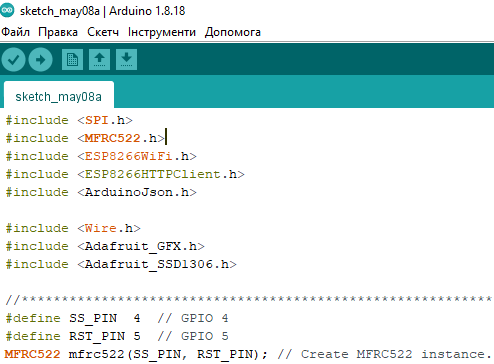 sketch_may08a | Arduino 1.8.18
Файл Правка Скетч Інструменти Допомога
sketch_may08a
#include <SPI.h>
#include <MFRC522.h>
#include <ESP8266WiFi.h>
#include <ESP8266HTTPClient.h>
#include <ArduinoJson.h>
#include <Wire.h>
#include <Adafruit_GFX.h>
#include <Adafruit_SSD1306.h>
//************************************************************
#define SS_PIN  4  // GPIO 4
#define RST_PIN 5  // GPIO 5
MFRC522 mfrc522(SS_PIN, RST_PIN); // Create MFRC522 instance.